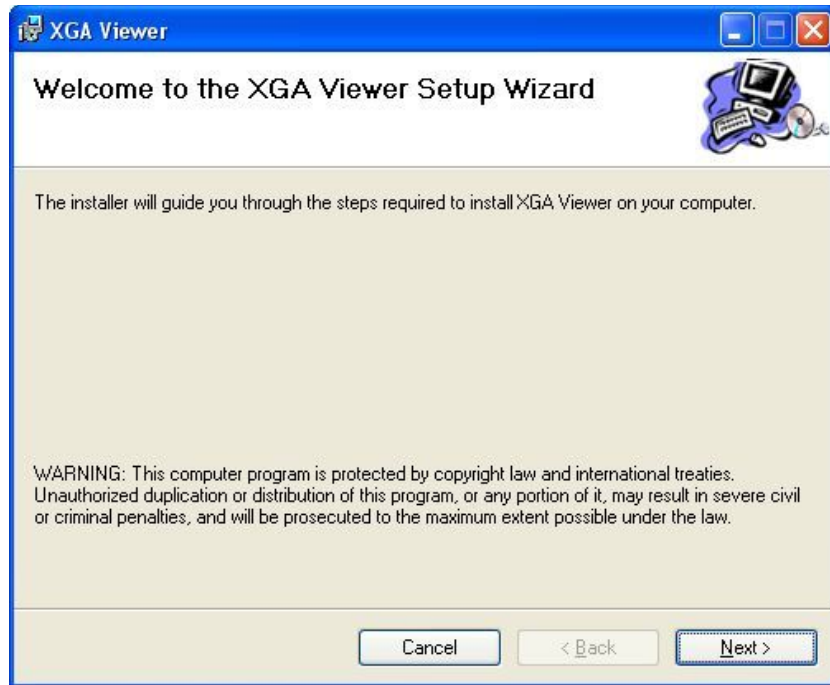 XGA Viewer
Welcome to the XGA Viewer Setup Wizard
The installer will guide you through the steps required to install XGA Viewer on your computer.
WARNING: This computer program is protected by copyright law and international treaties.
Unauthorized duplication or distribution of this program, or any portion of it, may result in severe civil
or criminal penalties, and will be prosecuted to the maximum extent possible under the law.
Cancel < Back Next >